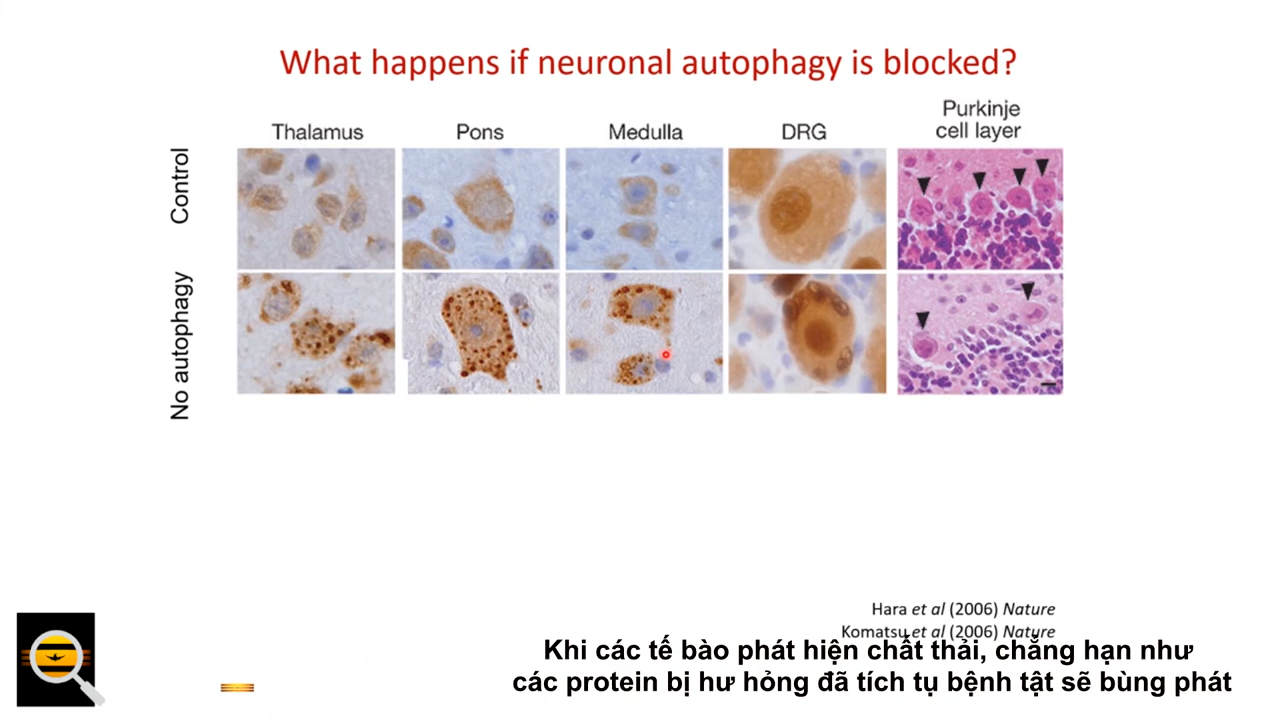 What happens if neuronal autophagy is blocked?
Thalamus
Pons
Medulla
DRG
Purkinje
cell layer
Control
No autophagy
Hara et al (2006) Nature
Komatsu et al (2006) Nature
Khi các tế bào phát hiện chất thải, chẳng hạn như
các protein bị hư hỏng đã tích tụ bệnh tật sẽ bùng phát